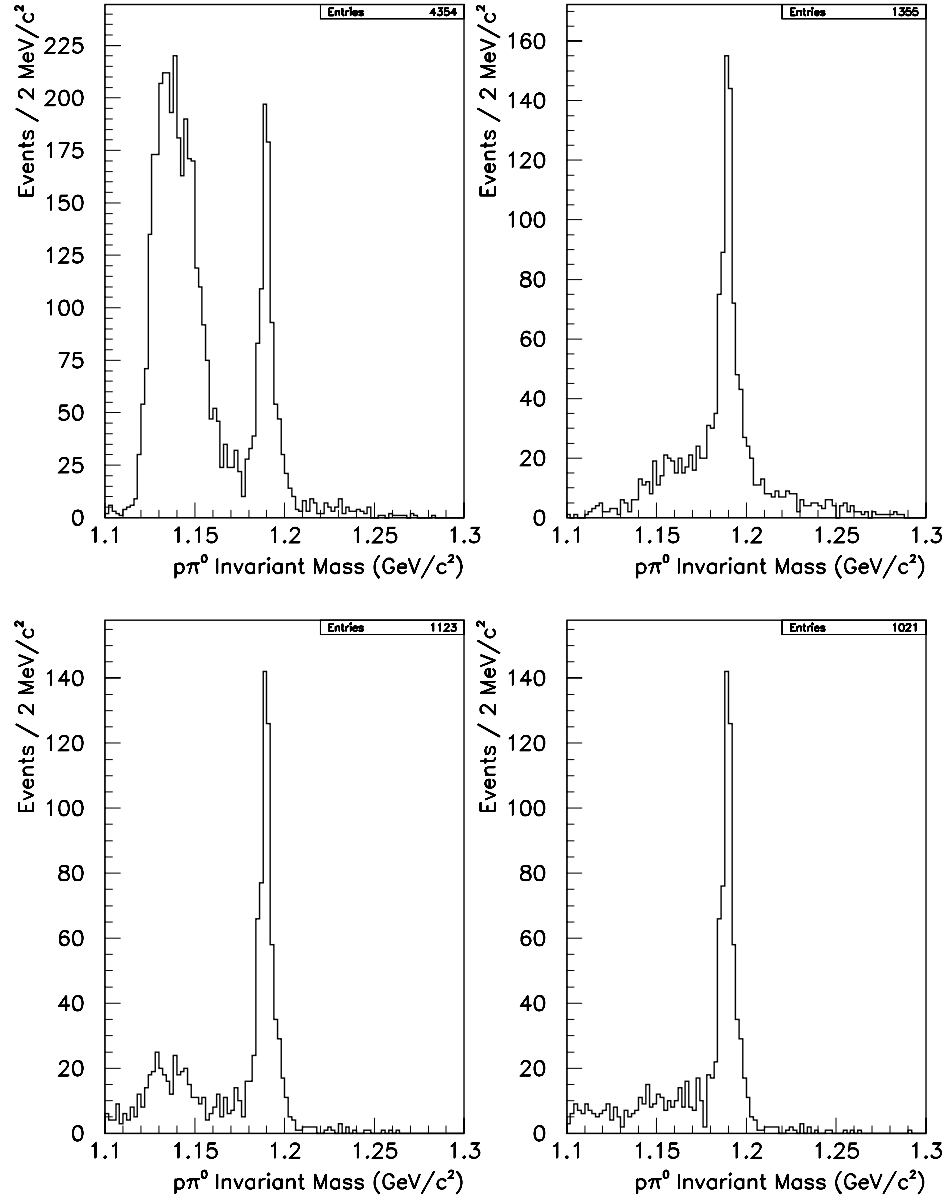 Entries 4354
Events / 2 MeV/c²
225
200
175
150
125
100
75
50
25
0
1.1 1.15 1.2 1.25 1.3
pπ⁰ Invariant Mass (GeV/c²)
Entries 1355
Events / 2 MeV/c²
160
140
120
100
80
60
40
20
0
1.1 1.15 1.2 1.25 1.3
pπ⁰ Invariant Mass (GeV/c²)
Entries 1123
Events / 2 MeV/c²
140
120
100
80
60
40
20
0
1.1 1.15 1.2 1.25 1.3
pπ⁰ Invariant Mass (GeV/c²)
Entries 1021
Events / 2 MeV/c²
140
120
100
80
60
40
20
0
1.1 1.15 1.2 1.25 1.3
pπ⁰ Invariant Mass (GeV/c²)